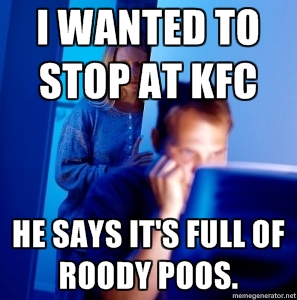 I WANTED TO
STOP AT KFC
HE SAYS IT'S FULL OF
ROODY POOS.
memegenerator.net